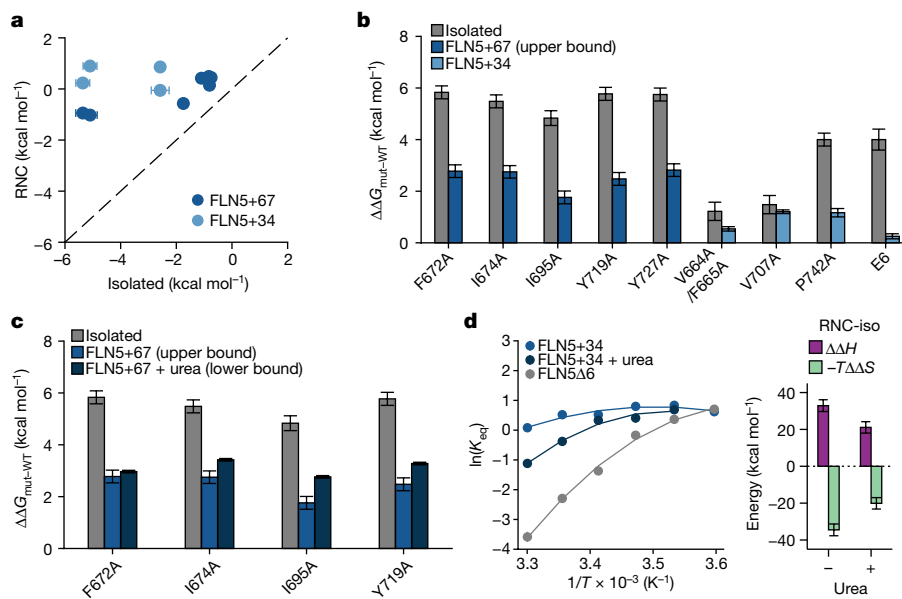 a
2
0
−2
−4
−6
RNC (kcal mol−1)
FLN5+67
FLN5+34
−6 −4 −2 0 2
Isolated (kcal mol−1)
b
Isolated
FLN5+67 (upper bound)
FLN5+34
8
6
4
2
0
ΔΔGmut–WT (kcal mol−1)
F672A
I674A
I695A
Y719A
Y727A
V664A
/F665A
V707A
P742A
E6
c
Isolated
FLN5+67 (upper bound)
FLN5+67 + urea (lower bound)
8
6
4
2
0
ΔΔGmut–WT (kcal mol−1)
F672A
I674A
I695A
Y719A
d
FLN5+34
FLN5+34 + urea
FLN5Δ6
3
2
1
0
−1
−2
−3
−4
ln(Keq)
3.3 3.4 3.5 3.6
1/T × 10−3 (K−1)
RNC-iso
ΔΔH
−TΔΔS
40
20
0
−20
−40
Energy (kcal mol−1)
− +
Urea